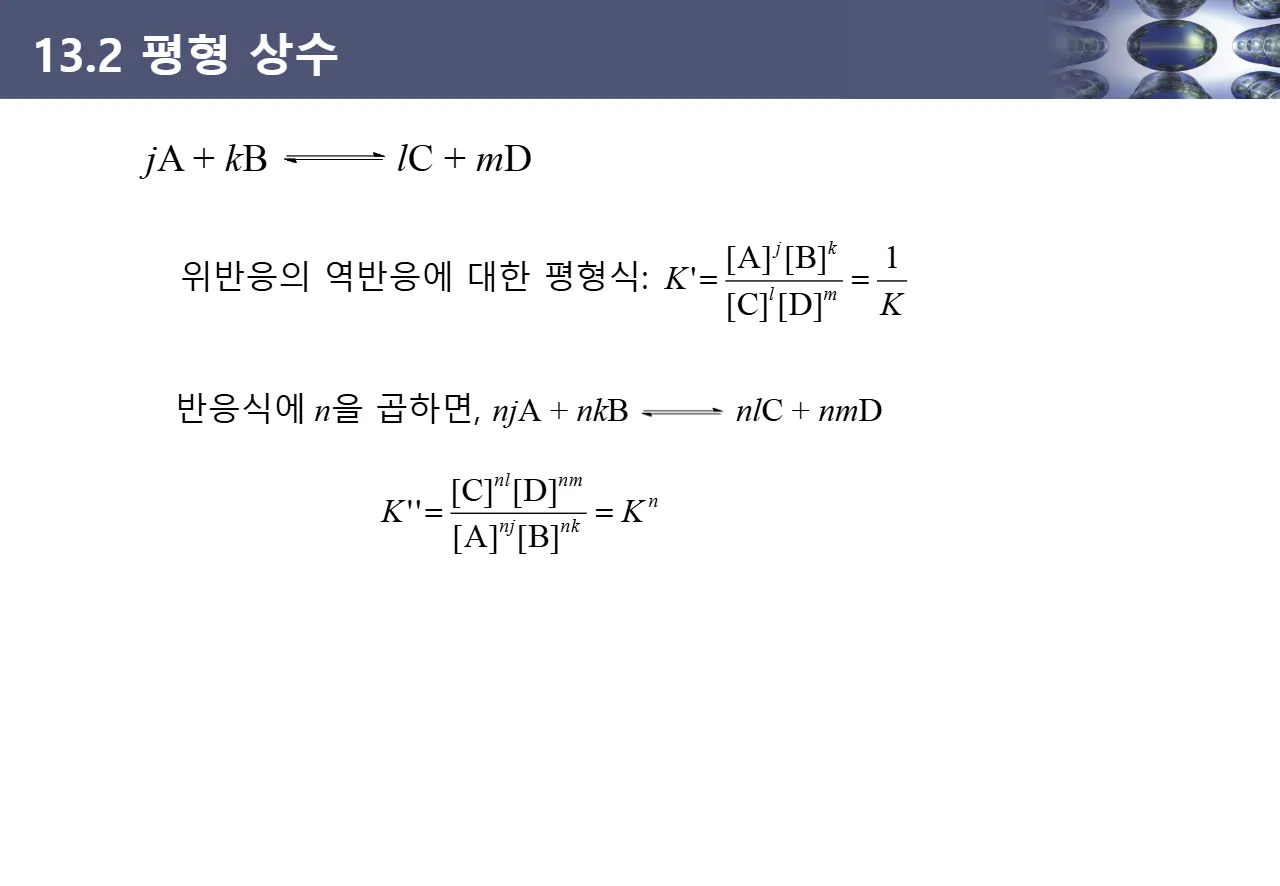 13.2 평형 상수
jA + kB ⇌ lC + mD
위반응의 역반응에 대한 평형식: K' = [A]^j[B]^k / [C]^l[D]^m = 1 / K
반응식에 n을 곱하면, njA + nkB ⇌ nlC + nmD
K'' = [C]^nl[D]^nm / [A]^nj[B]^nk = K^n